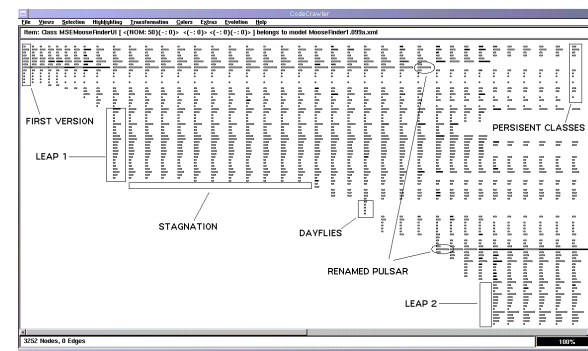 CodeCrawler
File Views Selection Highlighting Transformation Colors Extras Evolution Help
Item: Class MSEMooseFinderUI [ <(NOM: 50)(- : 0)> <(- : 0)> <(- : 0)(- : 0)> ] belongs to model MooseFinder1.099a.xml
FIRST VERSION
PERSISENT CLASSES
LEAP 1
STAGNATION
DAYFLIES
RENAMED PULSAR
LEAP 2
3252 Nodes, 0 Edges
100%